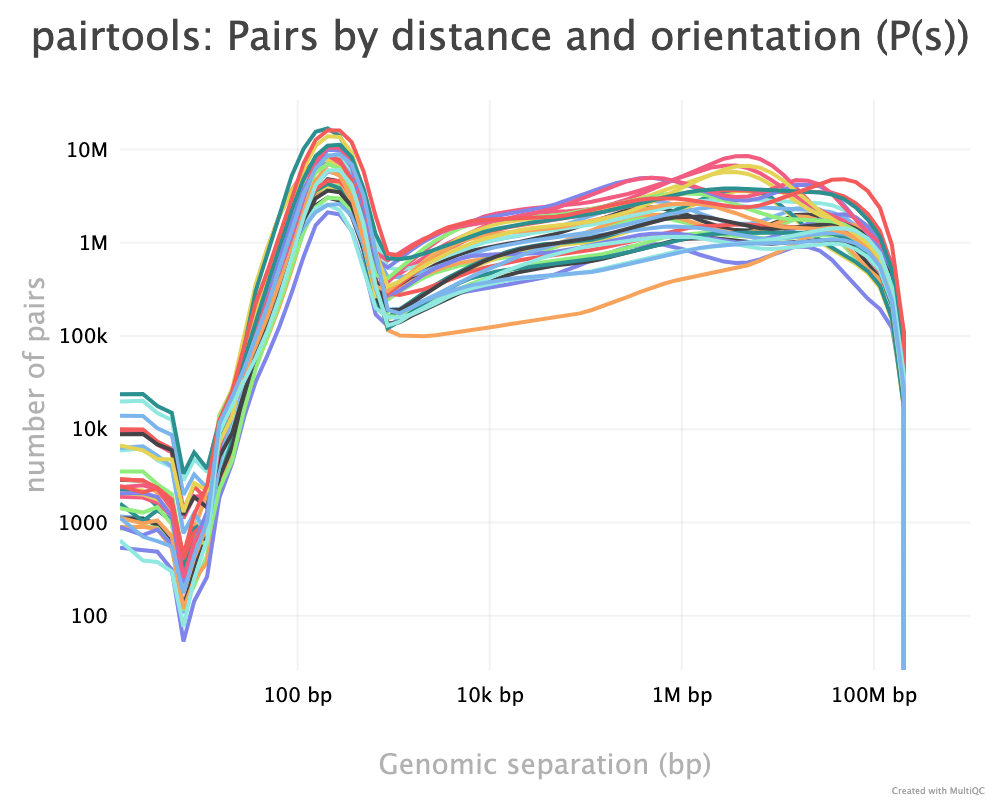 pairtools: Pairs by distance and orientation (P(s))
10M
1M
100k
10k
1000
100
number of pairs
100 bp
10k bp
1M bp
100M bp
Genomic separation (bp)
Created with MultiQC